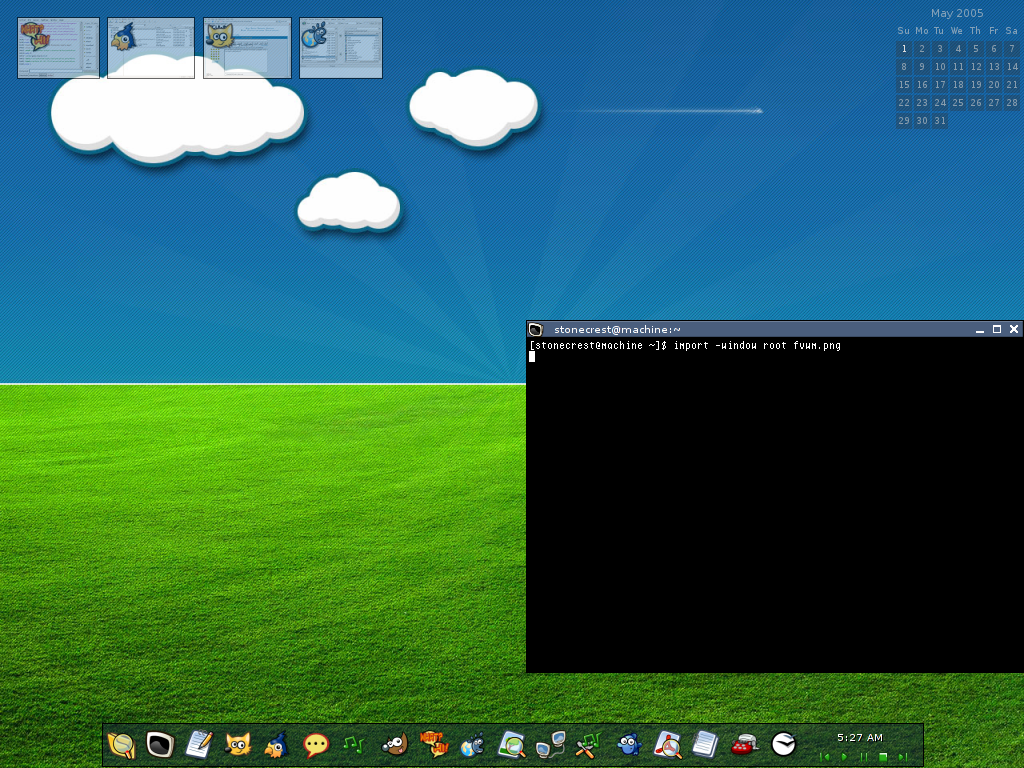 May 2005
Su Mo Tu We Th Fr Sa
1 2 3 4 5 6 7
8 9 10 11 12 13 14
15 16 17 18 19 20 21
22 23 24 25 26 27 28
29 30 31
stonecrest@machine:~
[stonecrest@machine ~]$ import -window root fvwm.png
5:27 AM